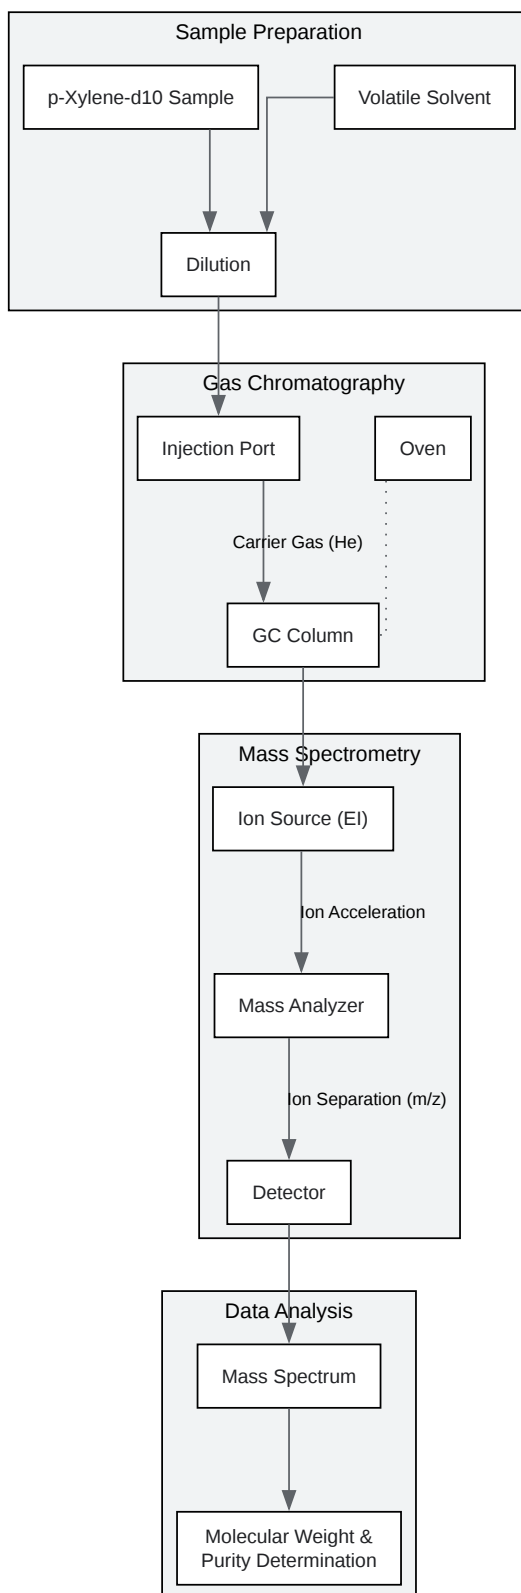 Sample Preparation
p-Xylene-d10 Sample
Volatile Solvent
Dilution
Gas Chromatography
Injection Port
Oven
Carrier Gas (He)
GC Column
Mass Spectrometry
Ion Source (EI)
Ion Acceleration
Mass Analyzer
Ion Separation (m/z)
Detector
Data Analysis
Mass Spectrum
Molecular Weight &
Purity Determination